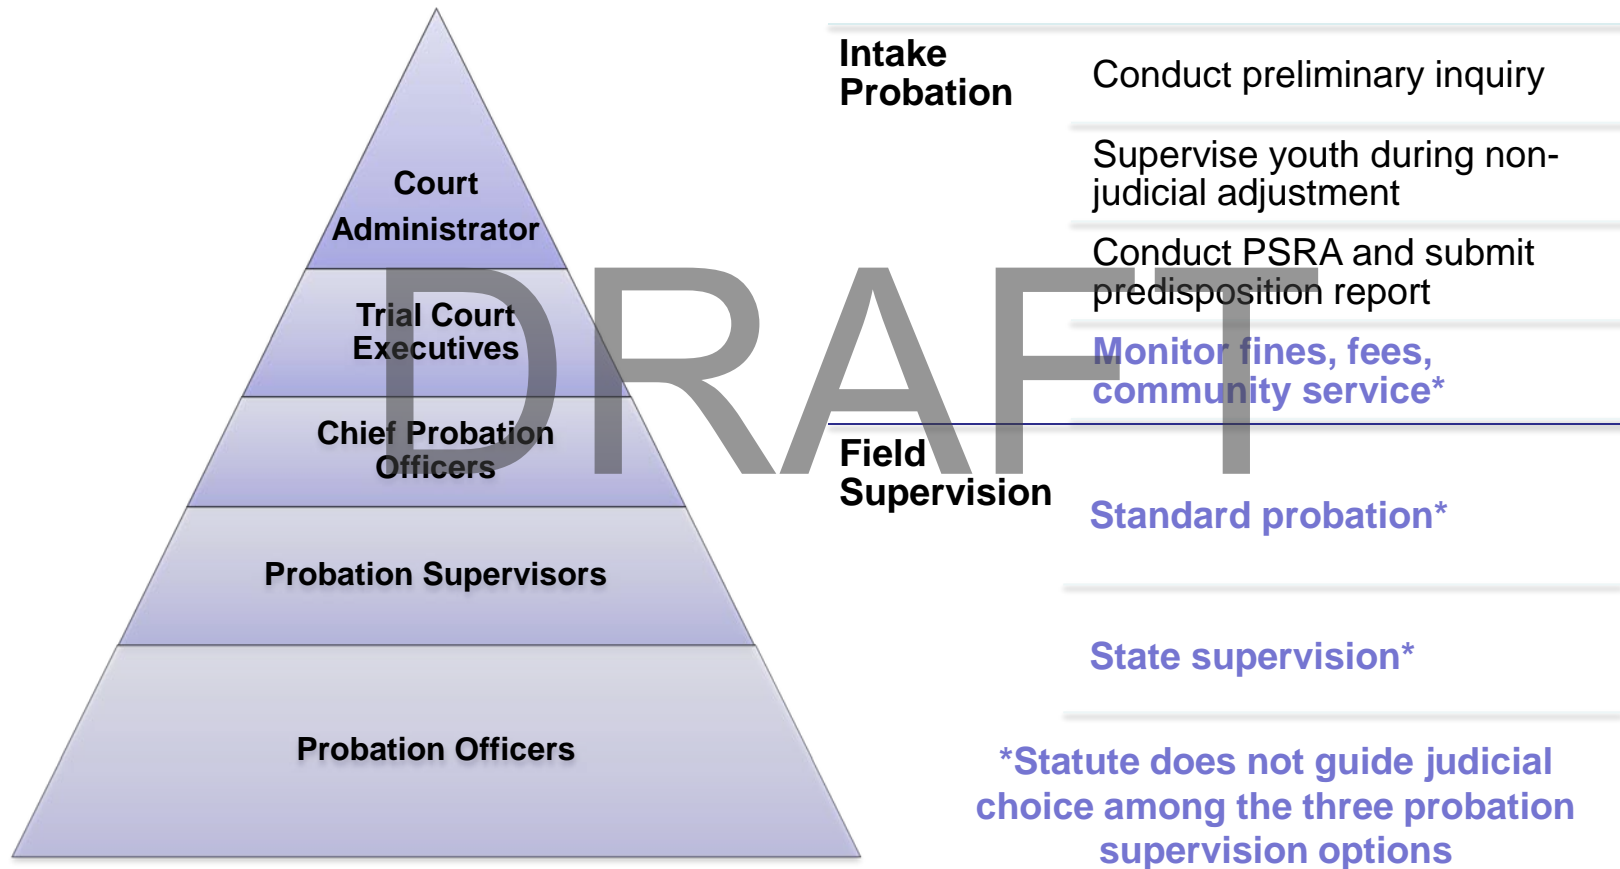 Court
Administrator
Trial Court
Executives
Chief Probation
Officers
Probation Supervisors
Probation Officers
Intake
Probation
Conduct preliminary inquiry
Supervise youth during non-
judicial adjustment
Conduct PSRA and submit
predisposition report
Monitor fines, fees,
community service*
Field
Supervision
Standard probation*
State supervision*
*Statute does not guide judicial
choice among the three probation
supervision options
DRAFT